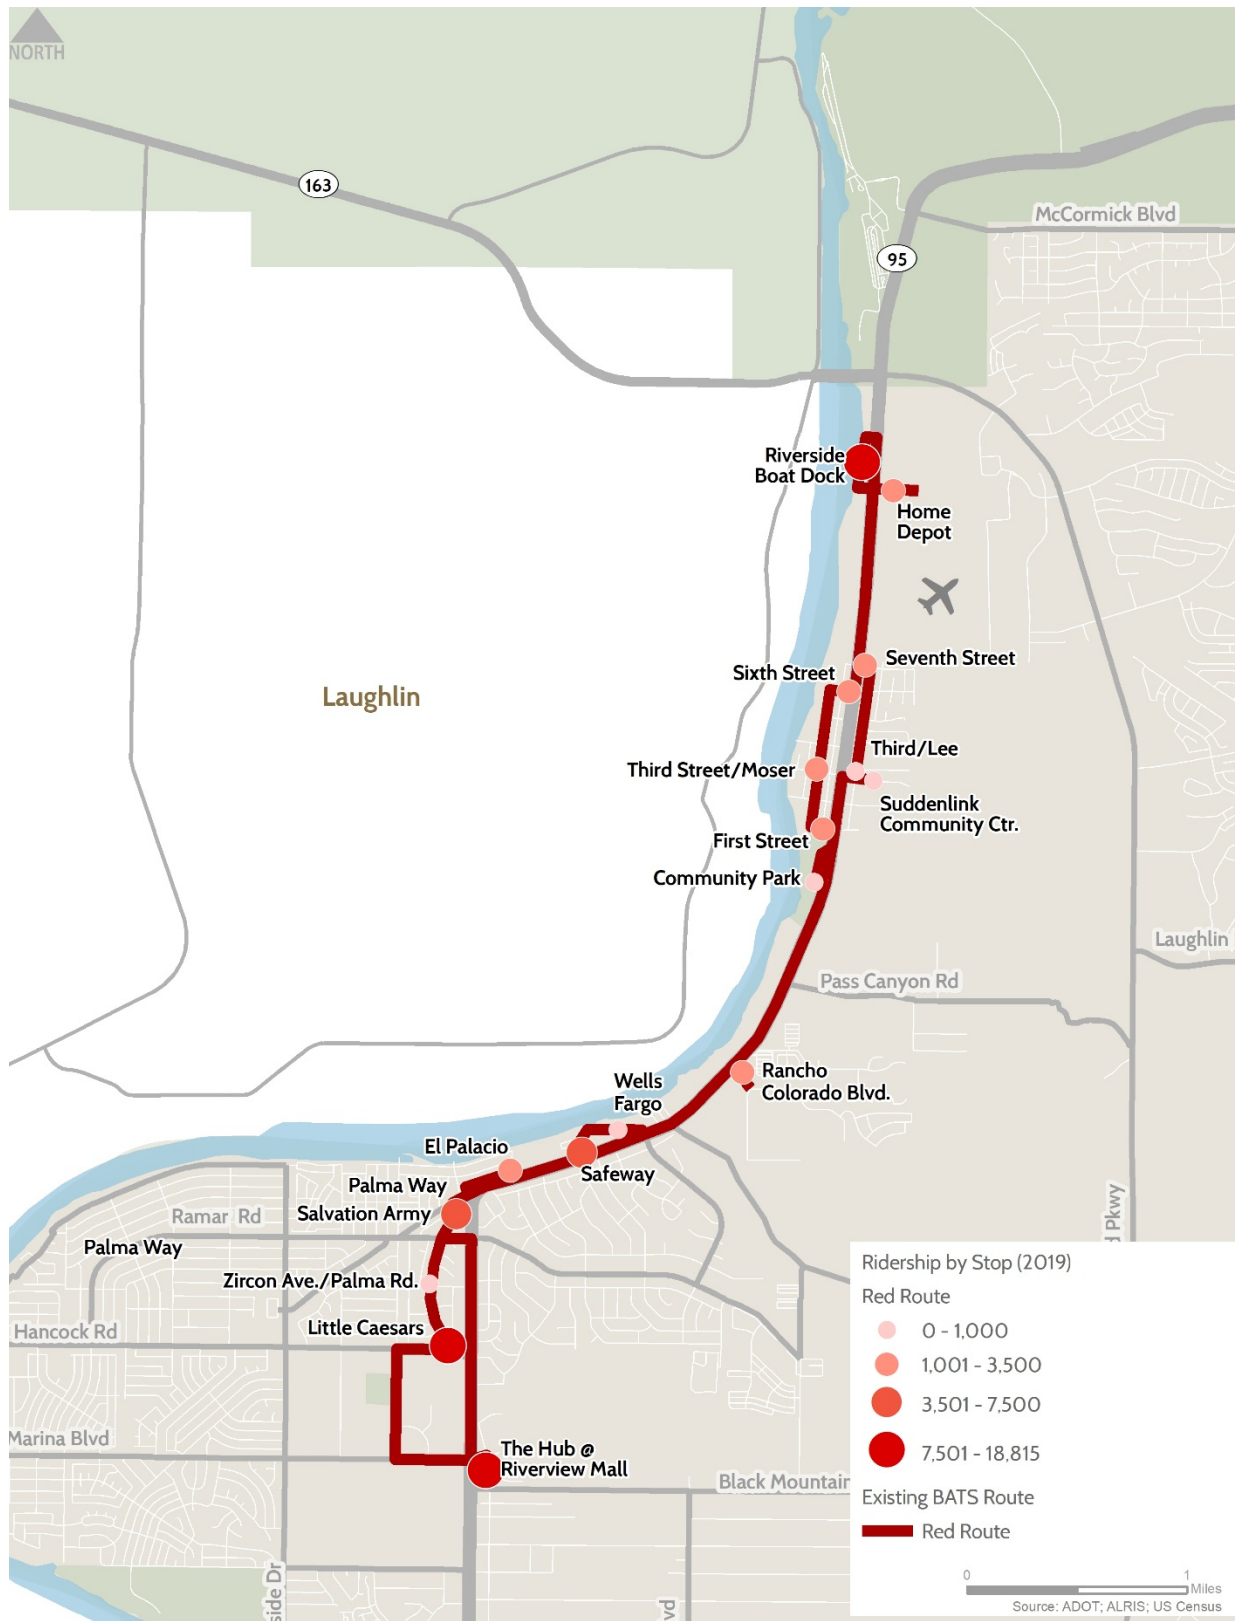 NORTH
163
McCormick Blvd
95
Riverside
Boat Dock
Home
Depot
Seventh Street
Sixth Street
Laughlin
Third/Lee
Third Street/Moser
Suddenlink
Community Ctr.
First Street
Community Park
Laughlin
Pass Canyon Rd
Rancho
Colorado Blvd.
Wells
Fargo
El Palacio
Safeway
Palma Way
Salvation Army
Ramar Rd
Palma Way
Zircon Ave./Palma Rd.
Little Caesars
Hancock Rd
Marina Blvd
The Hub @
Riverview Mall
Black Mountain
d Pkwy
side Dr
vd
Ridership by Stop (2019)
Red Route
0 - 1,000
1,001 - 3,500
3,501 - 7,500
7,501 - 18,815
Existing BATS Route
Red Route
0 1
Miles
Source: ADOT; ALRIS; US Census